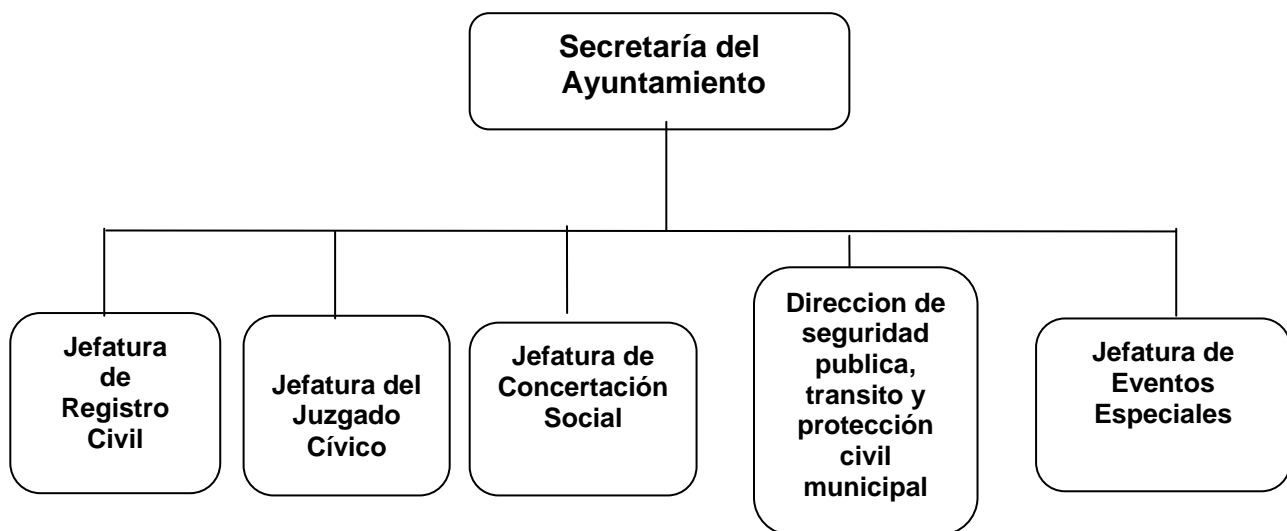 Secretaría del
Ayuntamiento
Jefatura
de
Registro
Civil
Jefatura del
Juzgado
Cívico
Jefatura de
Concertación
Social
Direccion de
seguridad
publica,
transito y
protección
civil
municipal
Jefatura de
Eventos
Especiales